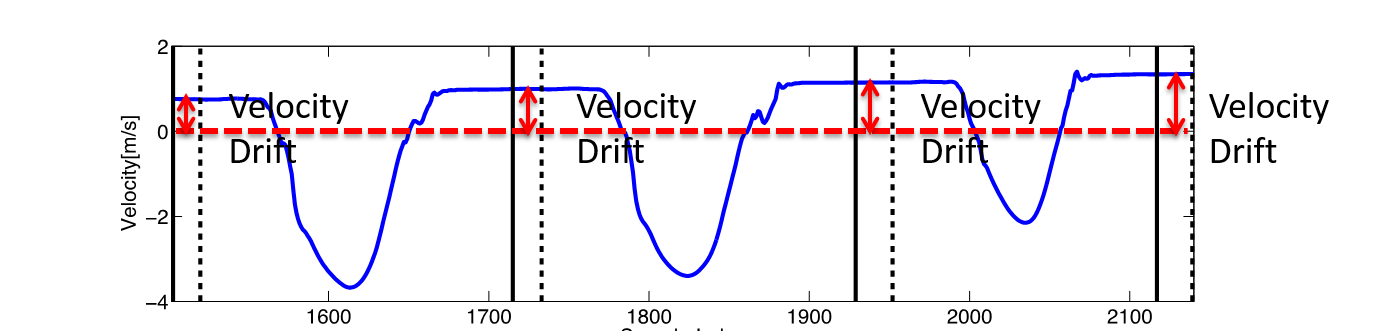 2
Velocity Velocity Velocity Velocity
0
Drift Drift Drift Drift
Velocity[m/s]
−2
−4
1600 1700 1800 1900 2000 2100